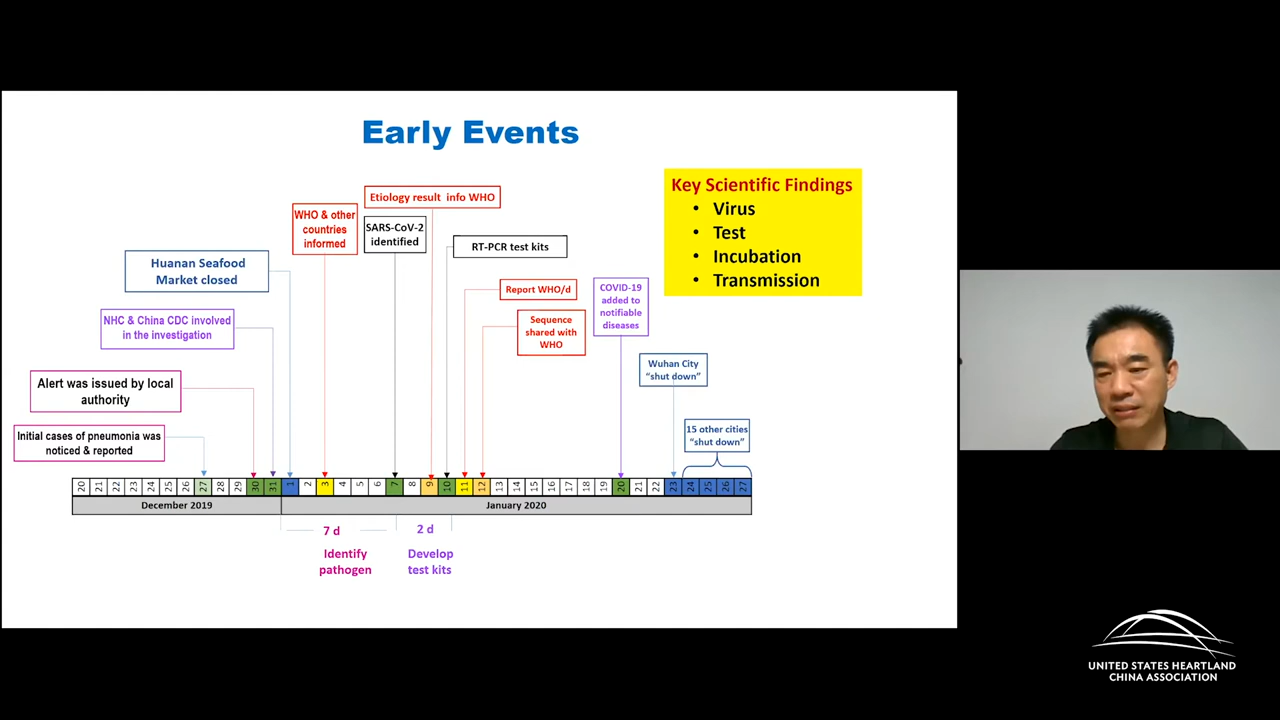 Early Events
Key Scientific Findings
• Virus
• Test
• Incubation
• Transmission
Etiology result info WHO
WHO & other
countries
informed
SARS-CoV-2
identified
RT-PCR test kits
Huanan Seafood
Market closed
Report WHO/d
COVID-19
added to
notifiable
diseases
NHC & China CDC involved
in the investigation
Sequence
shared with
WHO
Wuhan City
“shut down”
Alert was issued by local
authority
15 other cities
“shut down”
Initial cases of pneumonia was
noticed & reported
20 21 22 23 24 25 26 27 28 29 30 31 1 2 3 4 5 6 7 8 9 10 11 12 13 14 15 16 17 18 19 20 21 22 23 24 25 26 27
December 2019 January 2020
7 d 2 d
Identify
pathogen
Develop
test kits
UNITED STATES HEARTLAND
CHINA ASSOCIATION